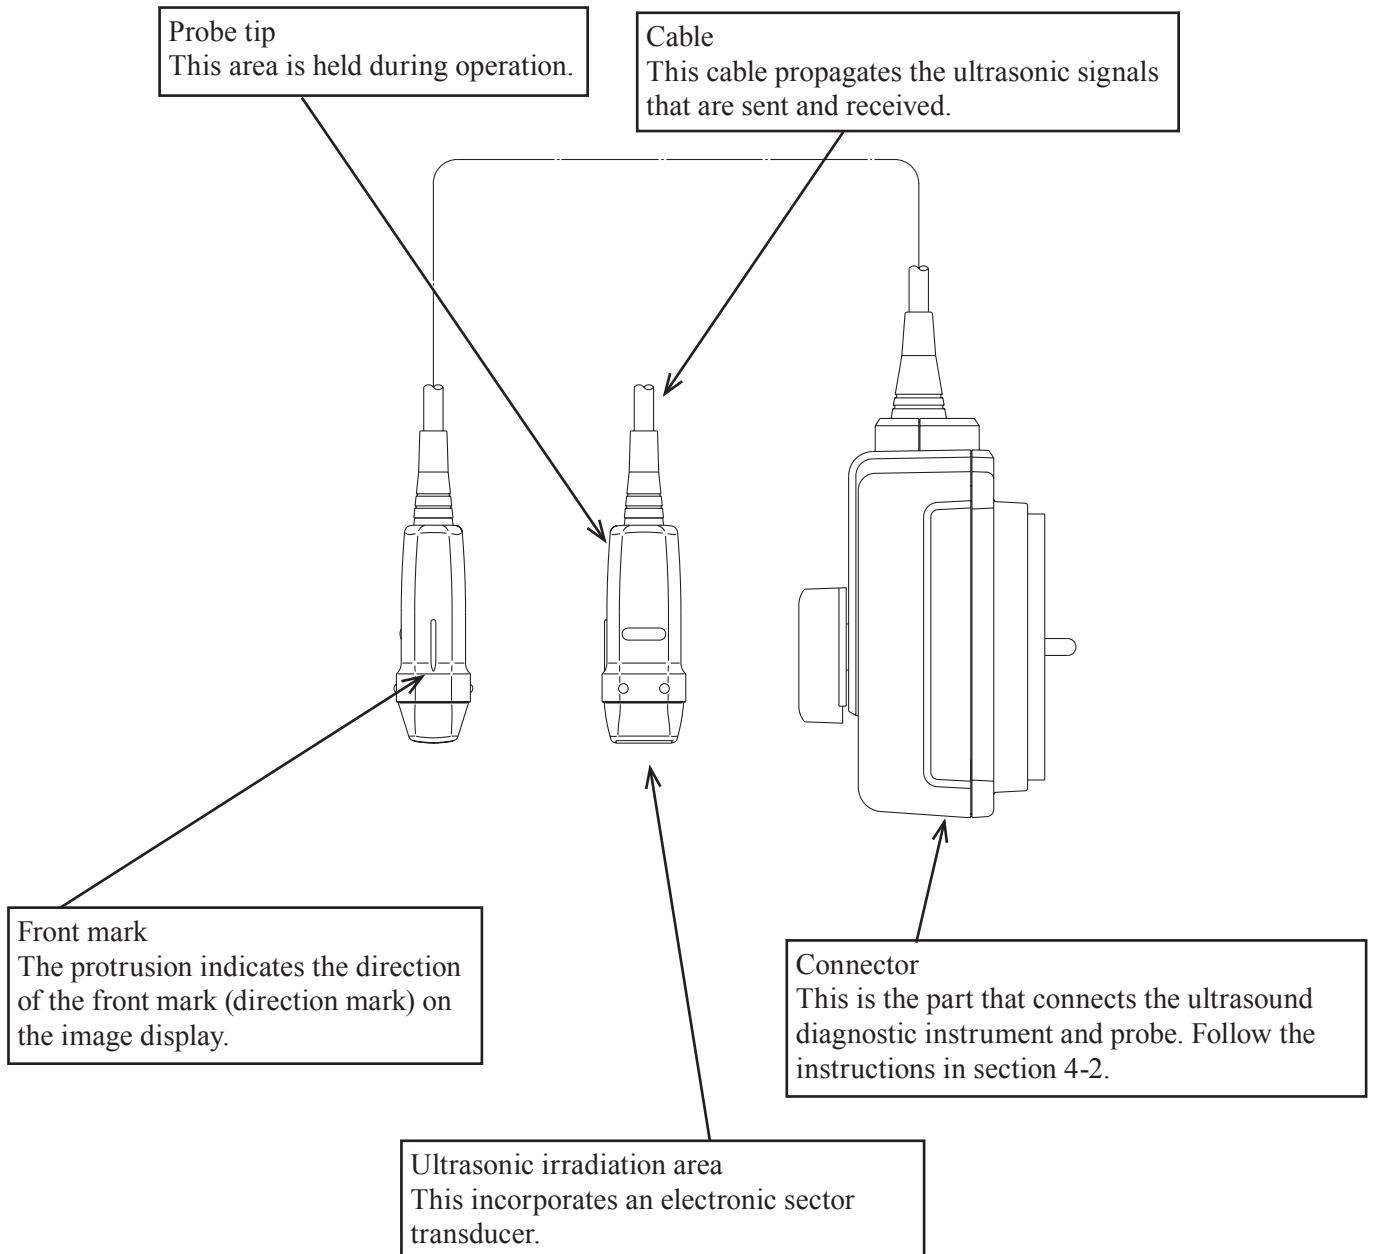 Probe tip
This area is held during operation.
Cable
This cable propagates the ultrasonic signals
that are sent and received.
Front mark
The protrusion indicates the direction
of the front mark (direction mark) on
the image display.
Connector
This is the part that connects the ultrasound
diagnostic instrument and probe. Follow the
instructions in section 4-2.
Ultrasonic irradiation area
This incorporates an electronic sector
transducer.